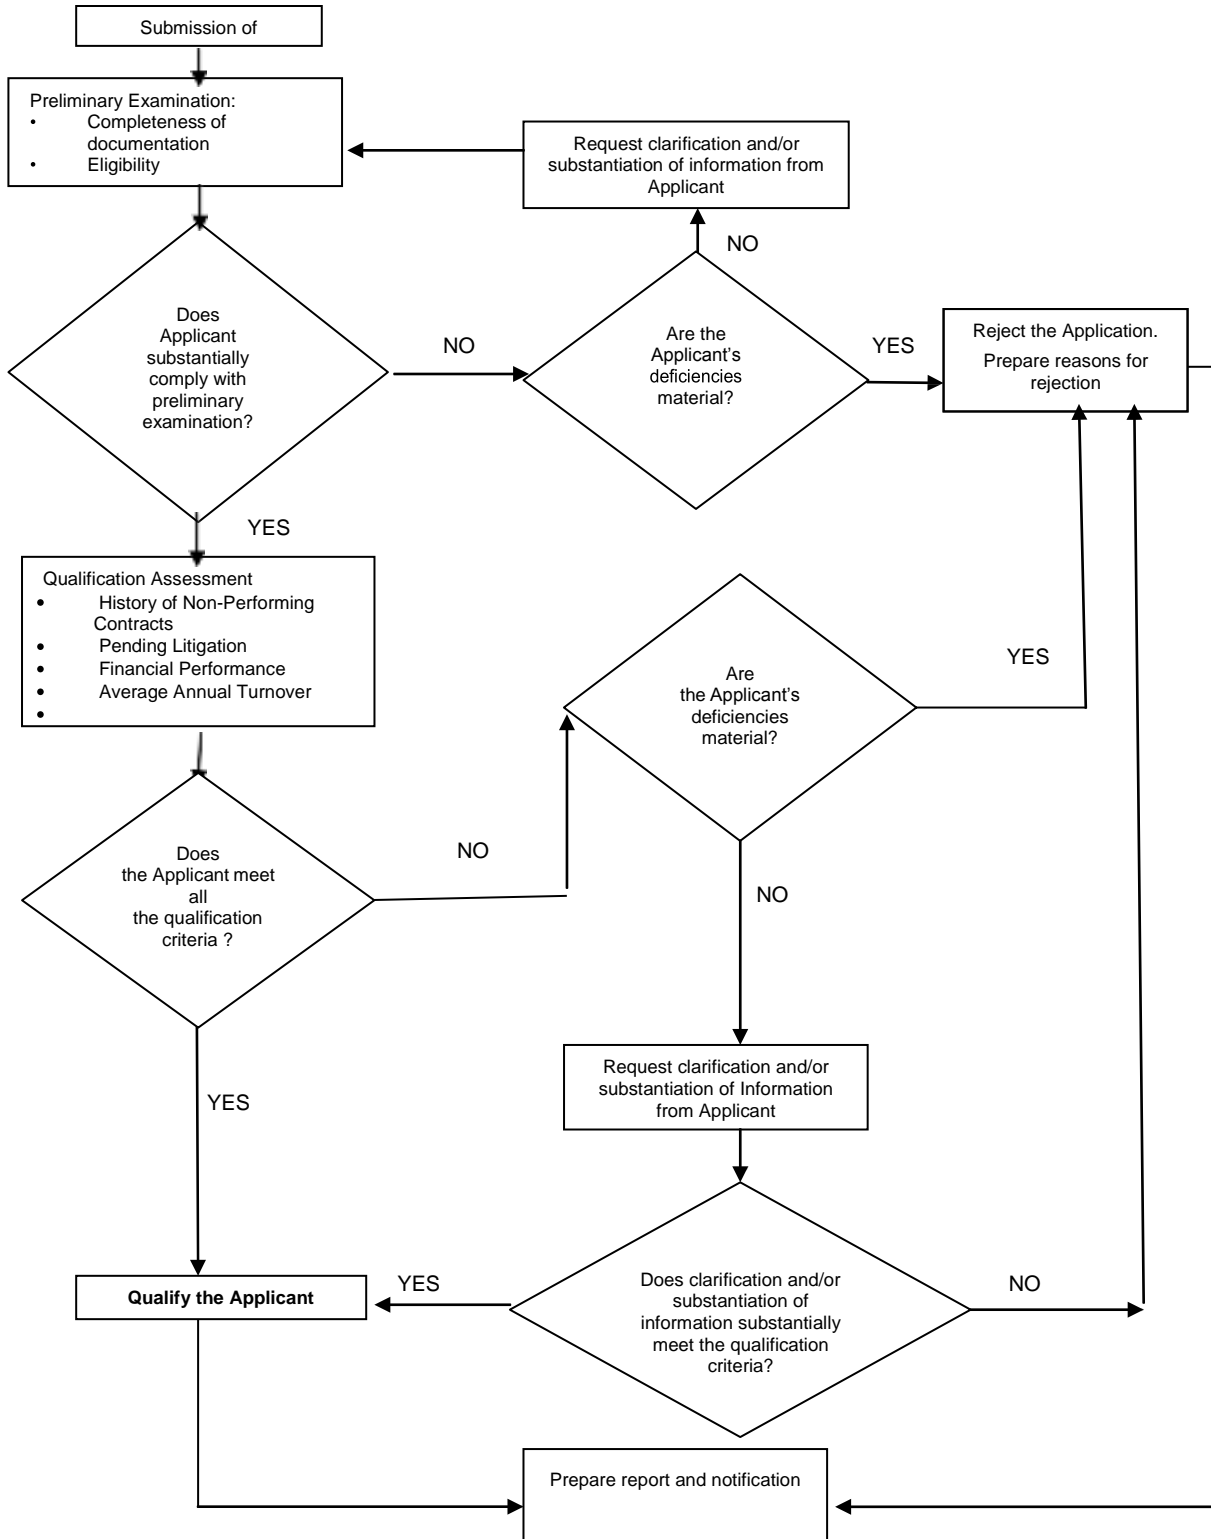 Submission of
Preliminary Examination:
• Completeness of
documentation
• Eligibility
Request clarification and/or
substantiation of information from
Applicant
NO
Does
Applicant
substantially
comply with
preliminary
examination?
NO
Are the
Applicant's
deficiencies
material?
YES
Reject the Application.
Prepare reasons for
rejection
YES
Qualification Assessment
• History of Non-Performing
Contracts
• Pending Litigation
• Financial Performance
• Average Annual Turnover
•
Are
the Applicant's
deficiencies
material?
YES
Does
the Applicant meet
all
the qualification
criteria ?
NO
NO
Request clarification and/or
substantiation of Information
from Applicant
YES
Qualify the Applicant
YES
Does clarification and/or
substantiation of
information substantially
meet the qualification
criteria?
NO
Prepare report and notification